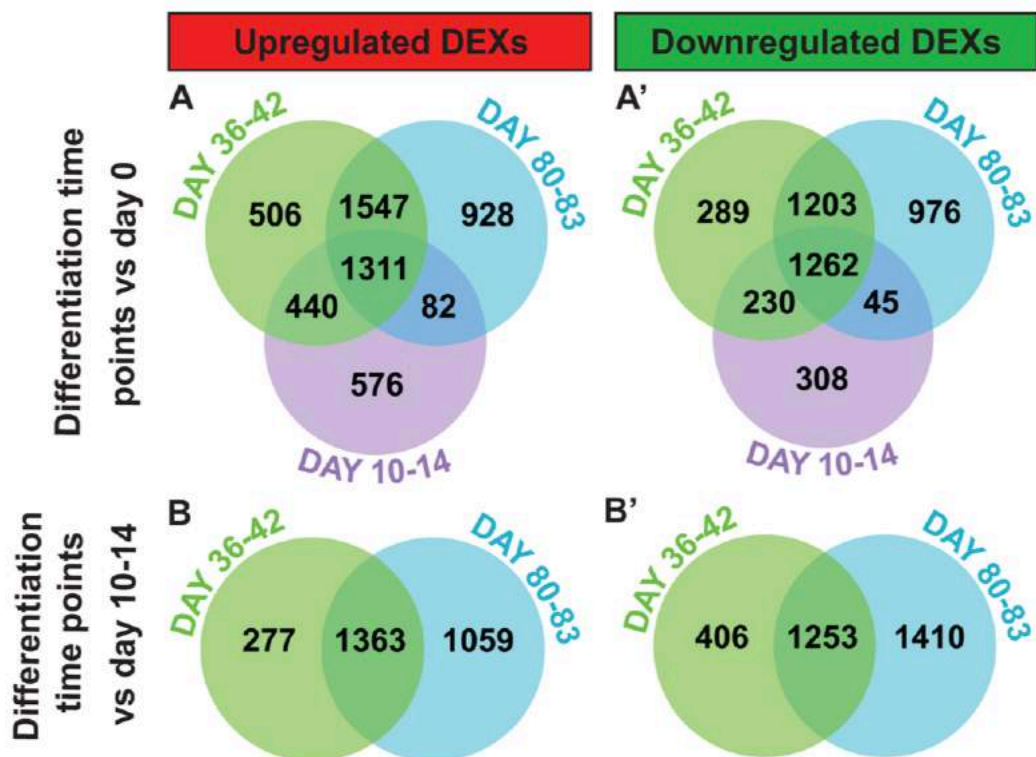 Upregulated DEXs
Downregulated DEXs
Differentiation time
points vs day 0
A
DAY 36-42
DAY 80-83
506
1547
928
1311
440
82
576
DAY 10-14
A'
DAY 36-42
DAY 80-83
289
1203
976
1262
230
45
308
DAY 10-14
Differentiation
time points
vs day 10-14
B
DAY 36-42
DAY 80-83
277
1363
1059
B'
DAY 36-42
DAY 80-83
406
1253
1410